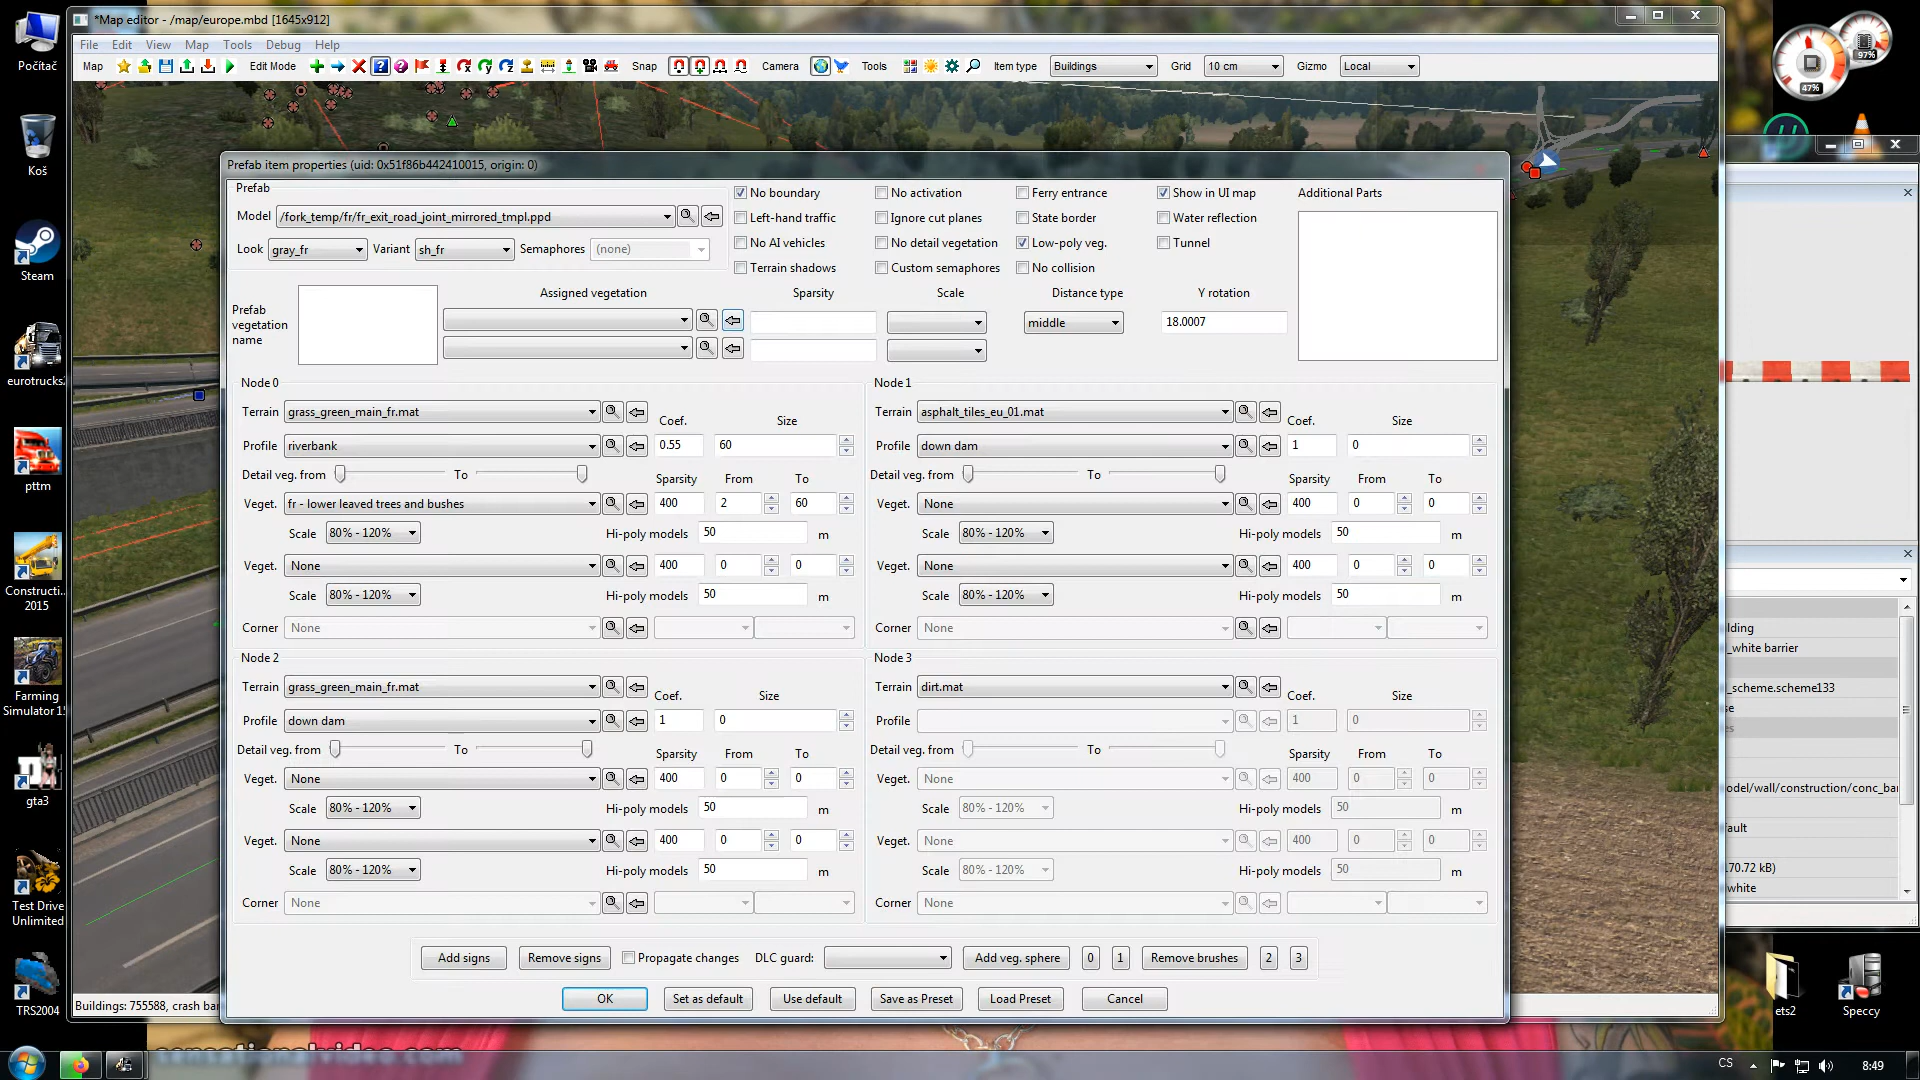 *Map editor - /map/europe.mbd [1645x912]
File Edit View Map Tools Debug Help
Map Edit Mode Snap Camera Tools Item type Buildings Grid 10 cm Gizmo Local
Prefab item properties (uid: 0x51f86b442410015, origin: 0)
Prefab
Model /fork_temp/fr/fr_exit_road_joint_mirrored_tmpl.ppd
Look gray_fr Variant sh_fr Semaphores (none)
No boundary No activation Ferry entrance Show in UI map Additional Parts
Left-hand traffic Ignore cut planes State border Water reflection
No AI vehicles No detail vegetation Low-poly veg. Tunnel
Terrain shadows Custom semaphores No collision
Assigned vegetation Sparsity Scale Distance type Y rotation
Prefab vegetation name
middle 18.0007
Node 0
Terrain grass_green_main_fr.mat Coef. Size
Profile riverbank 0.55 60
Detail veg. from To Sparsity From To
Veget. fr - lower leaved trees and bushes 400 2 60
Scale 80% - 120% Hi-poly models 50 m
Veget. None 400 0 0
Scale 80% - 120% Hi-poly models 50 m
Corner None
Node 1
Terrain asphalt_tiles_eu_01.mat Coef. Size
Profile down dam 1 0
Detail veg. from To Sparsity From To
Veget. None 400 0 0
Scale 80% - 120% Hi-poly models 50 m
Veget. None 400 0 0
Scale 80% - 120% Hi-poly models 50 m
Corner None
Node 2
Terrain grass_green_main_fr.mat Coef. Size
Profile down dam 1 0
Detail veg. from To Sparsity From To
Veget. None 400 0 0
Scale 80% - 120% Hi-poly models 50 m
Veget. None 400 0 0
Scale 80% - 120% Hi-poly models 50 m
Corner None
Node 3
Terrain dirt.mat Coef. Size
Profile 1 0
Detail veg. from To Sparsity From To
Veget. None 400 0 0
Scale 80% - 120% Hi-poly models 50 m
Veget. None 400 0 0
Scale 80% - 120% Hi-poly models 50 m
Corner None
Add signs Remove signs Propagate changes DLC guard: Add veg. sphere 0 1 Remove brushes 2 3
OK Set as default Use default Save as Preset Load Preset Cancel
Buildings: 755588, crash bar
Počítač
Koš
Steam
eurotrucks2
pttm
Constructi...
2015
Farming
Simulator 15
gta3
Test Drive
Unlimited
TRS2004
47%
97%
lding
_white barrier
_scheme.scheme133
se
es
odel/wall/construction/conc_bar
fault
170.72 kB)
white
ets2
Speccy
CS
8:49